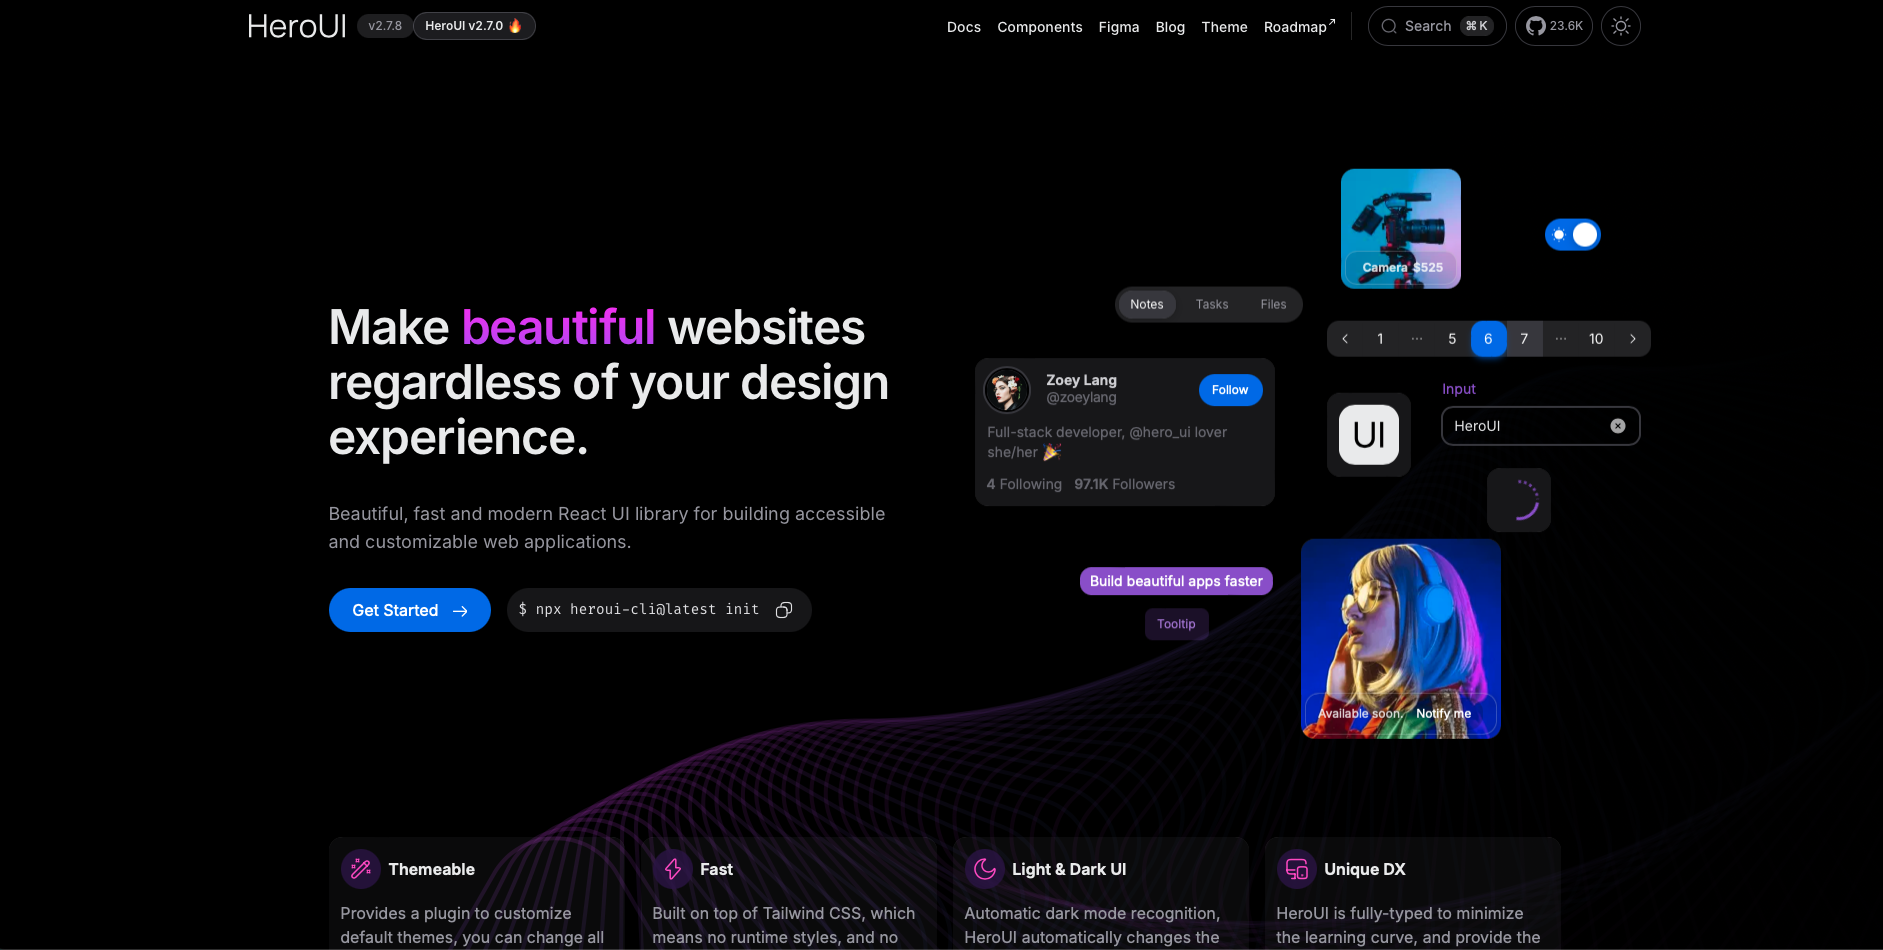 HeroUI v2.7.8 HeroUI v2.7.0 🔥 Docs Components Figma Blog Theme Roadmap Search ⌘K 23.6K
Make beautiful websites
regardless of your design
experience.
Beautiful, fast and modern React UI library for building accessible
and customizable web applications.
Get Started → $ npx heroui-cli@latest init
Camera $525
Notes Tasks Files
1 ... 5 6 7 ... 10
Zoey Lang
@zoeylang
Follow
Full-stack developer, @hero_ui lover
she/her 🎉
4 Following 97.1K Followers
UI
Input
HeroUI
Build beautiful apps faster
Tooltip
Available soon. Notify me
Themeable
Provides a plugin to customize
default themes, you can change all
Fast
Built on top of Tailwind CSS, which
means no runtime styles, and no
Light & Dark UI
Automatic dark mode recognition,
HeroUI automatically changes the
Unique DX
HeroUI is fully-typed to minimize
the learning curve, and provide the